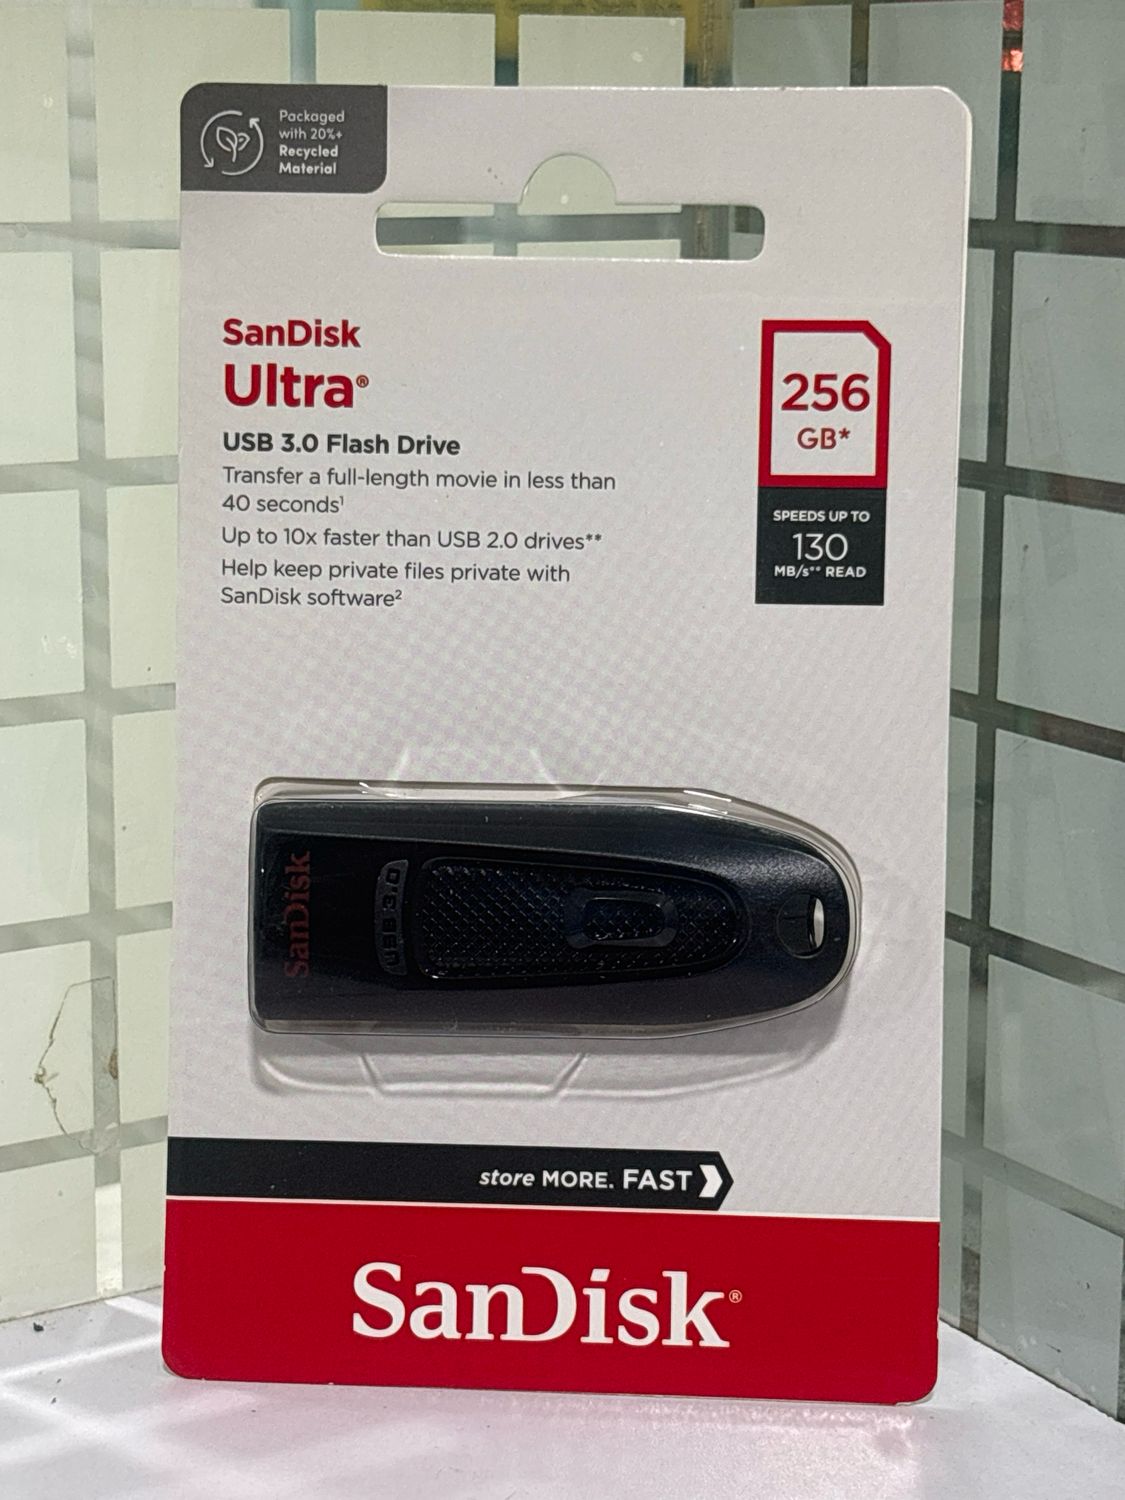 Packaged
with 20%+
Recycled
Material
SanDisk
Ultra®
USB 3.0 Flash Drive
Transfer a full-length movie in less than
40 seconds¹
Up to 10x faster than USB 2.0 drives**
Help keep private files private with
SanDisk software²
256
GB*
SPEEDS UP TO
130
MB/s** READ
SanDisk
USB 3.0
store MORE. FAST
SanDisk®